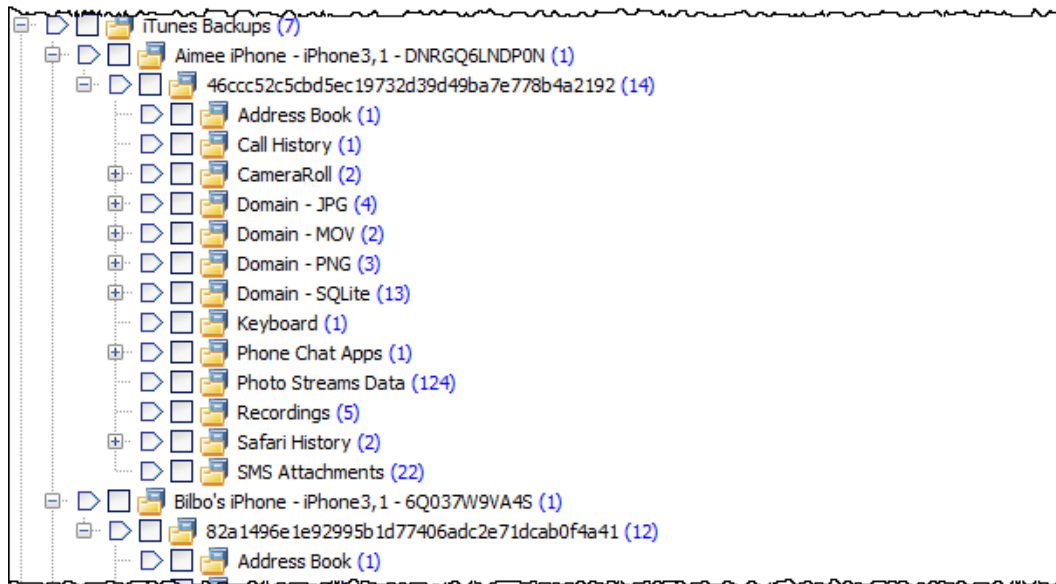 iTunes Backups (7)
Aimee iPhone - iPhone3,1 - DNRGQ6LNDP0N (1)
46ccc52c5cbd5ec19732d39d49ba7e778b4a2192 (14)
Address Book (1)
Call History (1)
CameraRoll (2)
Domain - JPG (4)
Domain - MOV (2)
Domain - PNG (3)
Domain - SQLite (13)
Keyboard (1)
Phone Chat Apps (1)
Photo Streams Data (124)
Recordings (5)
Safari History (2)
SMS Attachments (22)
Bilbo's iPhone - iPhone3,1 - 6Q037W9VA4S (1)
82a1496e1e92995b1d77406adc2e71dcab0f4a41 (12)
Address Book (1)